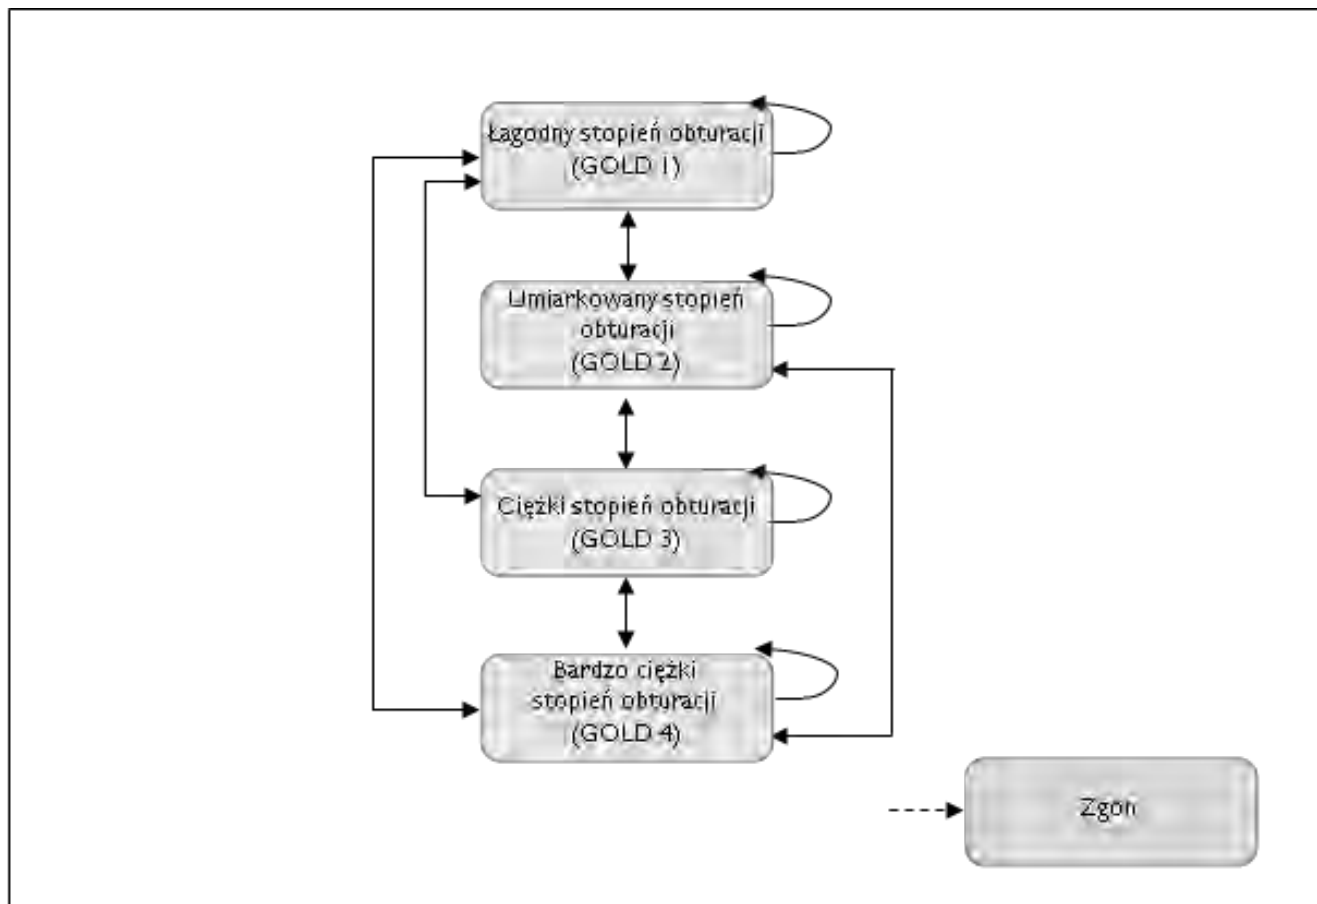 Łagodny stopień obturacji
(GOLD 1)
Umiarkowany stopień
obturacji
(GOLD 2)
Ciężki stopień obturacji
(GOLD 3)
Bardzo ciężki
stopień obturacji
(GOLD 4)
Zgon